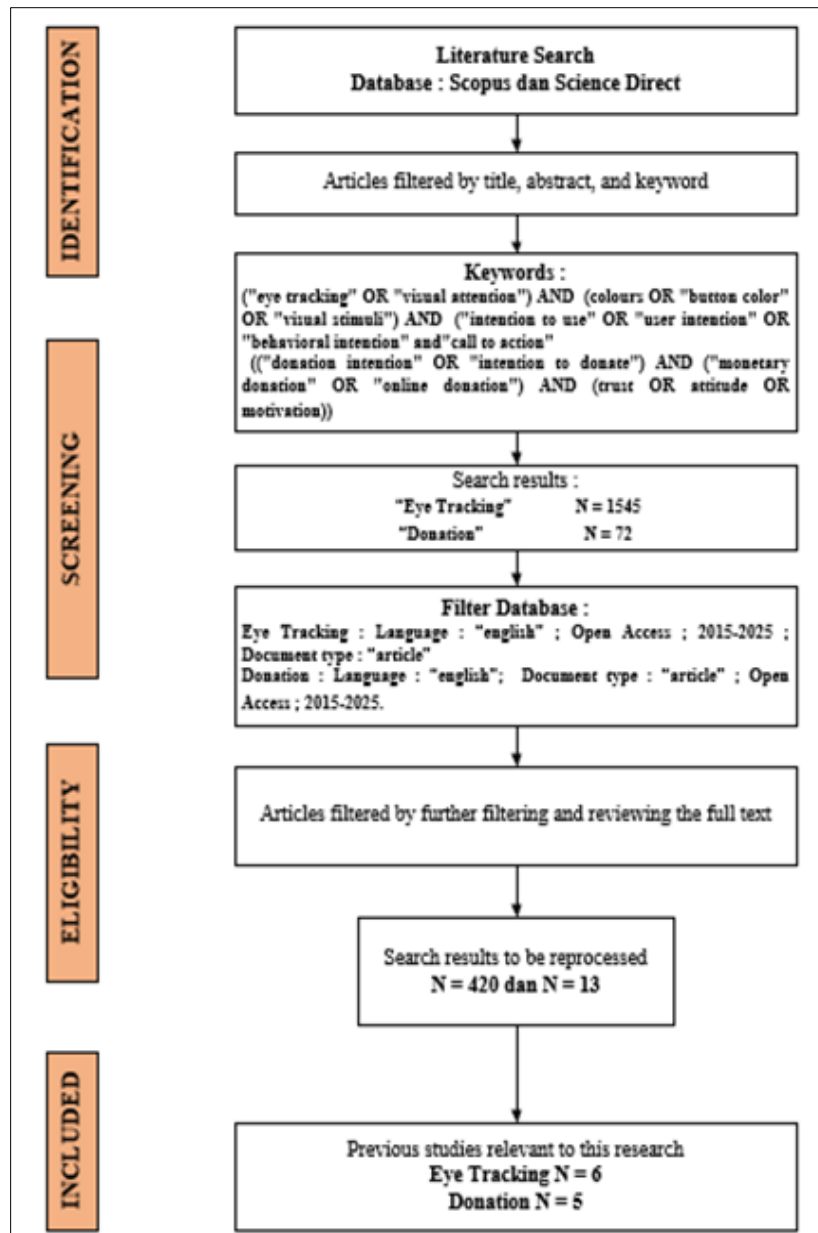 IDENTIFICATION
Literature Search
Database : Scopus dan Science Direct
Articles filtered by title, abstract, and keyword
Keywords :
("eye tracking" OR "visual attention") AND (colours OR "button color"
OR "visual stimuli") AND ("intention to use" OR "user intention" OR
"behavioral intention" and"call to action"
(("donation intention" OR "intention to donate") AND ("monetary
donation" OR "online donation") AND (trust OR attitude OR
motivation))
SCREENING
Search results :
"Eye Tracking" N = 1545
"Donation" N = 72
Filter Database :
Eye Tracking : Language : "english" ; Open Access ; 2015-2025 ;
Document type : "article"
Donation : Language : "english"; Document type : "article" ; Open
Access ; 2015-2025.
ELIGIBILITY
Articles filtered by further filtering and reviewing the full text
Search results to be reprocessed
N = 420 dan N = 13
INCLUDED
Previous studies relevant to this research
Eye Tracking N = 6
Donation N = 5